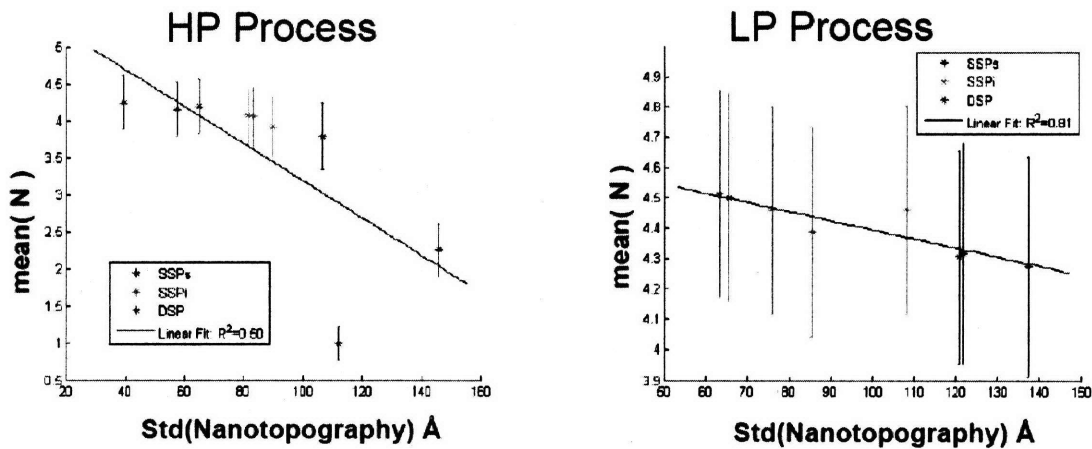 HP Process
5
4.5
4
3.5
3
2.5
2
1.5
1
0.5
mean( N )
SSPs
SSPi
DSP
Linear Fit: R²=0.60
20
40
60
80
100
120
140
160
Std(Nanotopography) Å
LP Process
4.9
4.8
4.7
4.6
4.5
4.4
4.3
4.2
4.1
4
3.9
mean( N )
SSPs
SSPi
DSP
Linear Fit: R²=0.81
50
60
70
80
90
100
110
120
130
140
150
Std(Nanotopography) Å